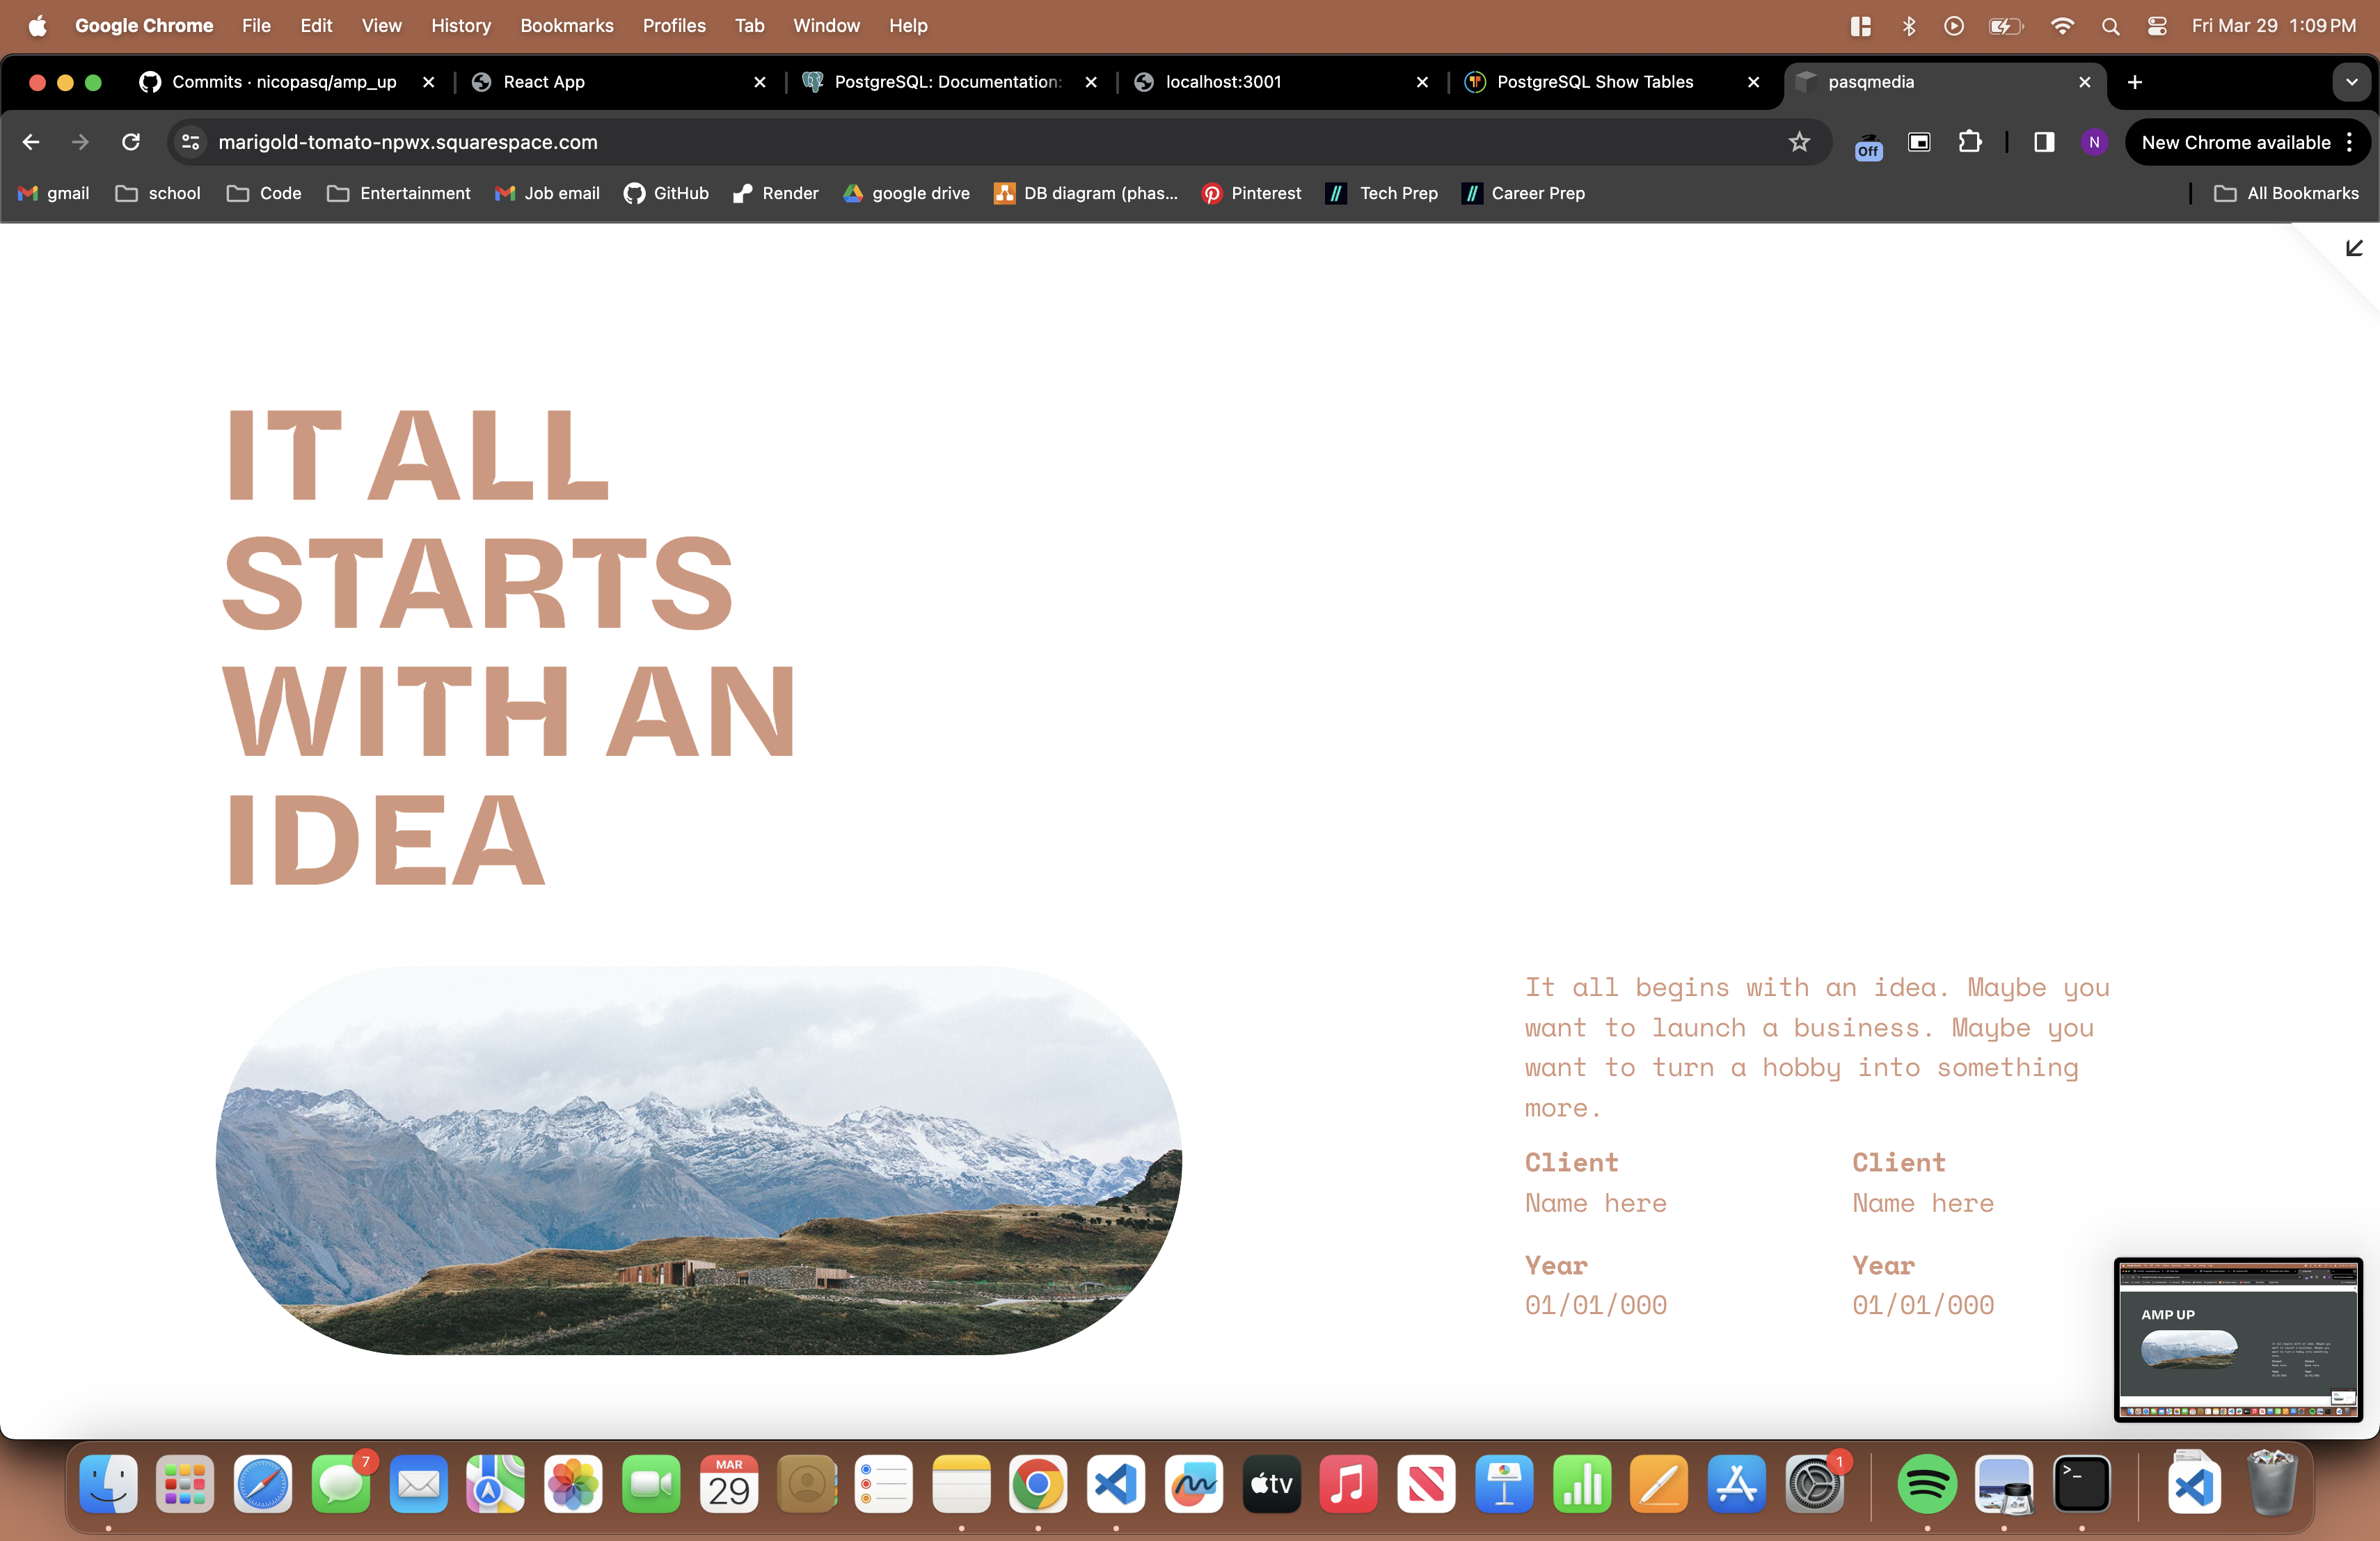 Google Chrome File Edit View History Bookmarks Profiles Tab Window Help Fri Mar 29 1:09 PM
Commits · nicopasq/amp_up React App PostgreSQL: Documentation: localhost:3001 PostgreSQL Show Tables pasqmedia
marigold-tomato-npwx.squarespace.com Off N New Chrome available
gmail school Code Entertainment Job email GitHub Render google drive DB diagram (phas... Pinterest Tech Prep Career Prep All Bookmarks
IT ALL
STARTS
WITH AN
IDEA
It all begins with an idea. Maybe you
want to launch a business. Maybe you
want to turn a hobby into something
more.
Client Client
Name here Name here
Year Year
01/01/000 01/01/000
AMP UP
7 MAR 29 tv 1